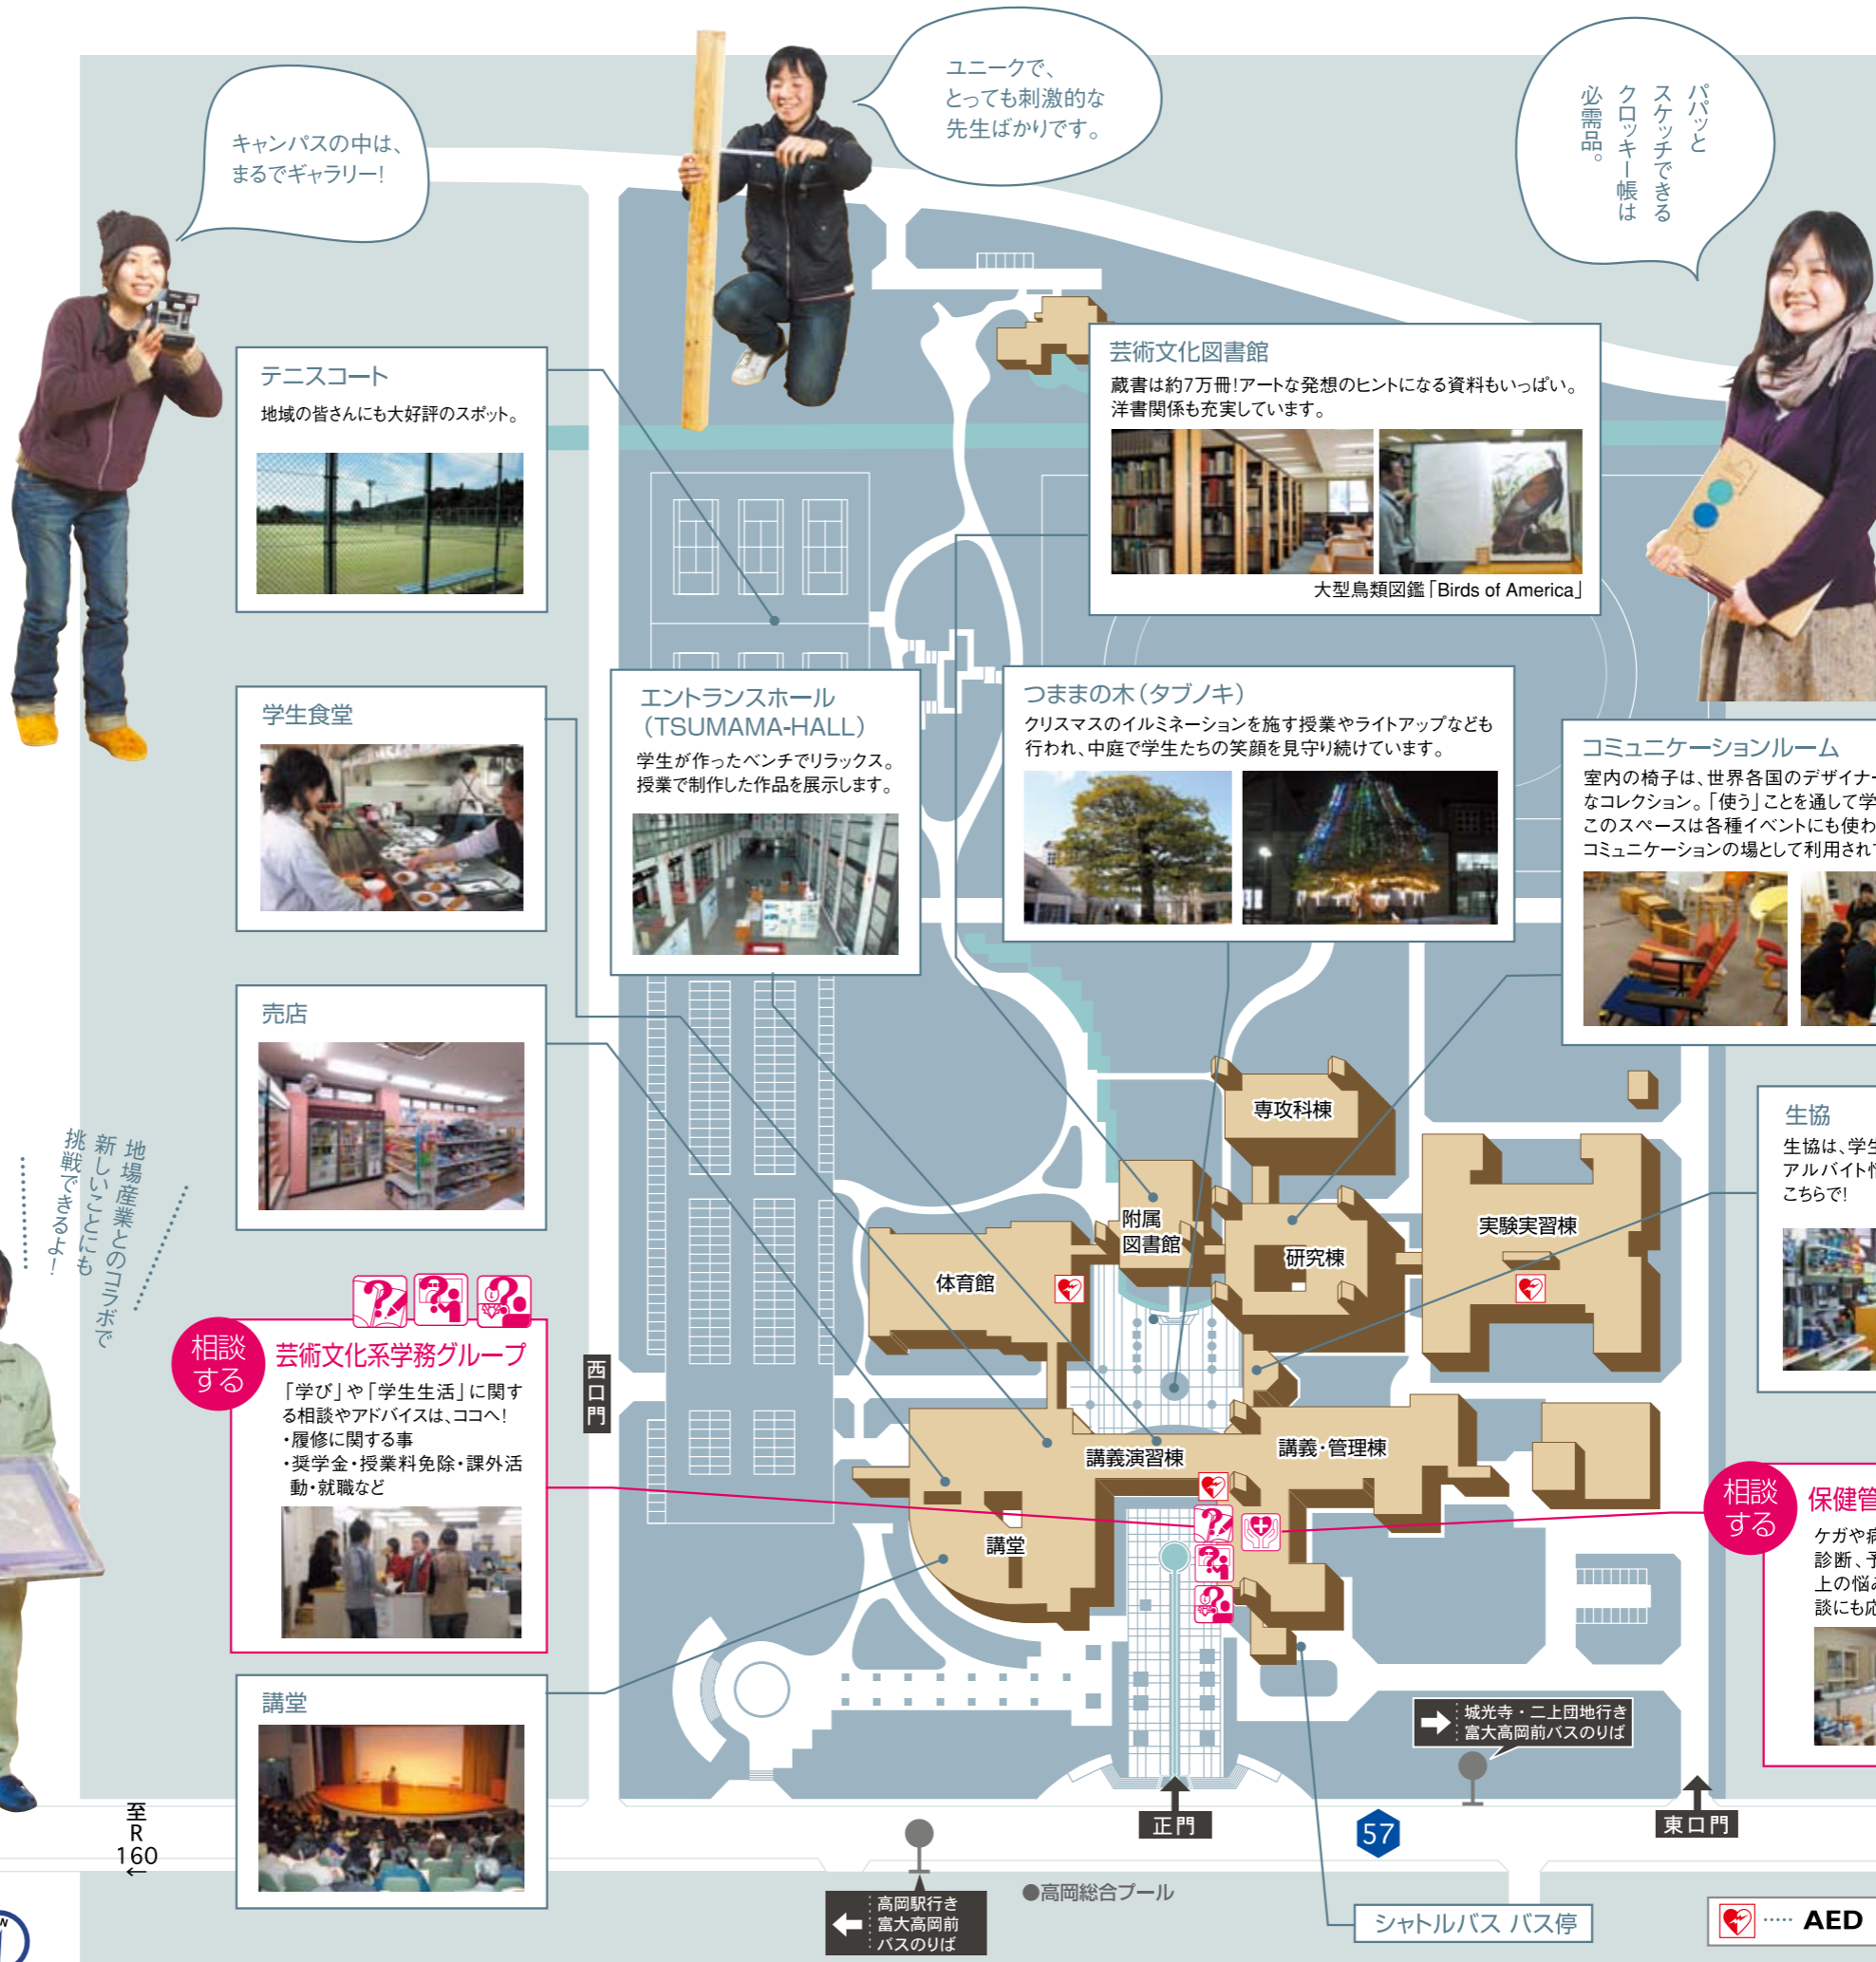 キャンパスの中は、
まるでギャラリー!
ユニークで、
とっても刺激的な
先生ばかりです。
パパッと
スケッチできる
クロッキー帳は
必需品。
テニスコート
地域の皆さんにも大好評のスポット。
芸術文化図書館
蔵書は約7万冊!アートな発想のヒントになる資料もいっぱい。
洋書関係も充実しています。
大型鳥類図鑑「Birds of America」
学生食堂
エントランスホール
(TSUMAMA-HALL)
学生が作ったベンチでリラックス。
授業で制作した作品を展示します。
つままの木(タブノキ)
クリスマスのイルミネーションを施す授業やライトアップなども
行われ、中庭で学生たちの笑顔を見守り続けています。
コミュニケーションルーム
室内の椅子は、世界各国のデザイナー
なコレクション。「使う」ことを通して学
このスペースは各種イベントにも使わ
コミュニケーションの場として利用されて
売店
生協
生協は、学生
アルバイト情
こちらで!
地場産業とのコラボで
新しいことにも
挑戦できるよ!
専攻科棟
附属
図書館
研究棟
実験実習棟
体育館
講義演習棟
講義・管理棟
講堂
西口門
相談
する
芸術文化系学務グループ
「学び」や「学生生活」に関す
る相談やアドバイスは、ココへ!
・履修に関する事
・奨学金・授業料免除・課外活
動・就職など
相談
する
保健管
ケガや病
診断、予
上の悩み
談にも応
講堂
城光寺・二上団地行き
富大高岡前バスのりば
正門
57
東口門
至
R
160
←
高岡駅行き
富大高岡前
バスのりば
●高岡総合プール
シャトルバス バス停
AED
N